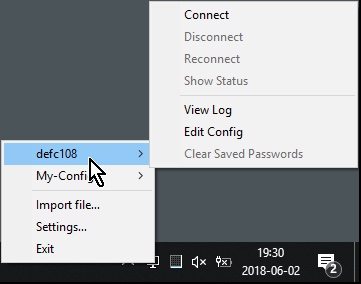 Connect
Disconnect
Reconnect
Show Status
View Log
Edit Config
Clear Saved Passwords
defc108
My-Config
Import file...
Settings...
Exit
19:30
2018-06-02
2